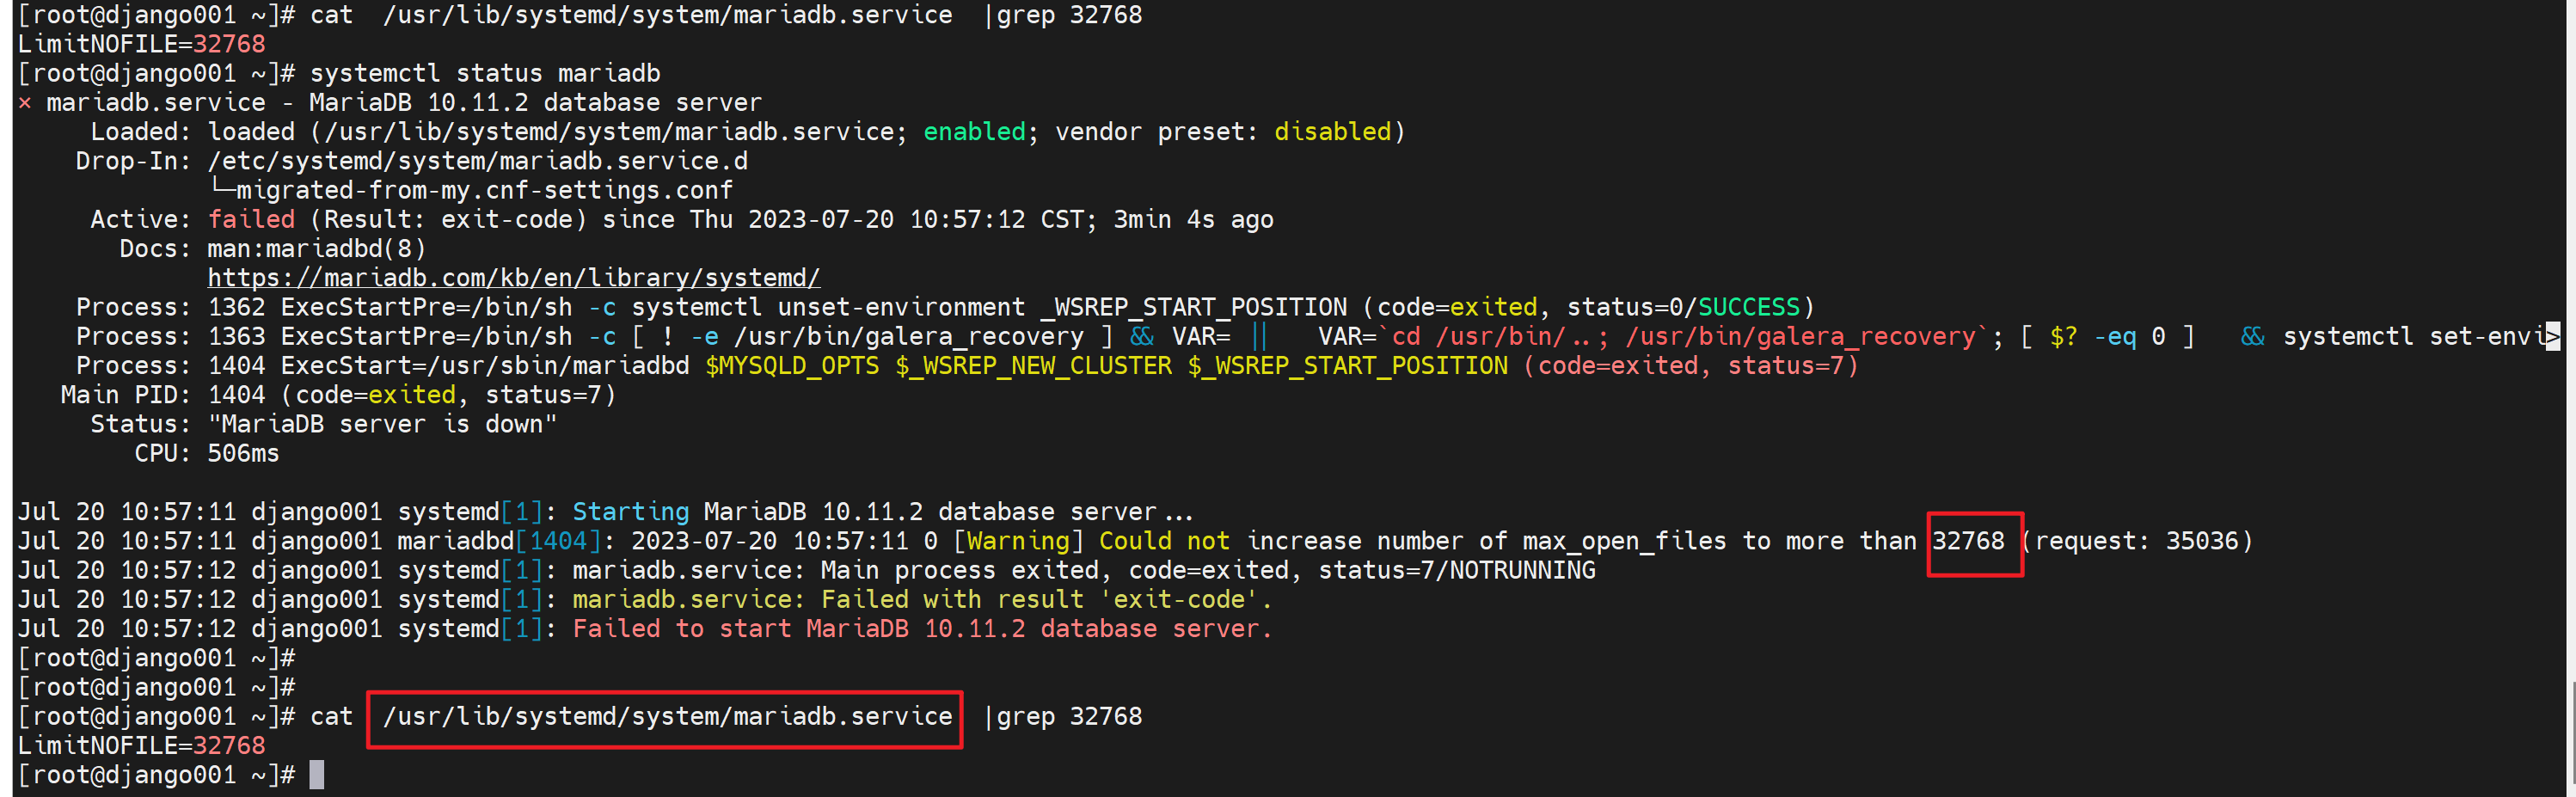 [root@django001 ~]# cat  /usr/lib/systemd/system/mariadb.service  |grep 32768
LimitNOFILE=32768
[root@django001 ~]# systemctl status mariadb
× mariadb.service - MariaDB 10.11.2 database server
     Loaded: loaded (/usr/lib/systemd/system/mariadb.service; enabled; vendor preset: disabled)
    Drop-In: /etc/systemd/system/mariadb.service.d
             └─migrated-from-my.cnf-settings.conf
     Active: failed (Result: exit-code) since Thu 2023-07-20 10:57:12 CST; 3min 4s ago
       Docs: man:mariadbd(8)
             https://mariadb.com/kb/en/library/systemd/
    Process: 1362 ExecStartPre=/bin/sh -c systemctl unset-environment _WSREP_START_POSITION (code=exited, status=0/SUCCESS)
    Process: 1363 ExecStartPre=/bin/sh -c [ ! -e /usr/bin/galera_recovery ] && VAR= ||   VAR=`cd /usr/bin/..; /usr/bin/galera_recovery`; [ $? -eq 0 ]   && systemctl set-envi>
    Process: 1404 ExecStart=/usr/sbin/mariadbd $MYSQLD_OPTS $_WSREP_NEW_CLUSTER $_WSREP_START_POSITION (code=exited, status=7)
   Main PID: 1404 (code=exited, status=7)
     Status: "MariaDB server is down"
        CPU: 506ms

Jul 20 10:57:11 django001 systemd[1]: Starting MariaDB 10.11.2 database server...
Jul 20 10:57:11 django001 mariadbd[1404]: 2023-07-20 10:57:11 0 [Warning] Could not increase number of max_open_files to more than 32768 (request: 35036)
Jul 20 10:57:12 django001 systemd[1]: mariadb.service: Main process exited, code=exited, status=7/NOTRUNNING
Jul 20 10:57:12 django001 systemd[1]: mariadb.service: Failed with result 'exit-code'.
Jul 20 10:57:12 django001 systemd[1]: Failed to start MariaDB 10.11.2 database server.
[root@django001 ~]#
[root@django001 ~]#
[root@django001 ~]# cat  /usr/lib/systemd/system/mariadb.service  |grep 32768
LimitNOFILE=32768
[root@django001 ~]#